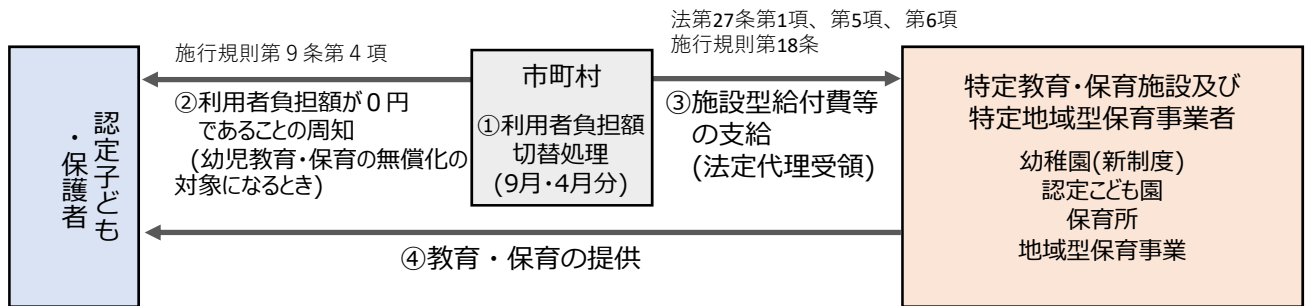 認定子ども
・保護者
施行規則第9条第4項
②利用者負担額が0円
であることの周知
(幼児教育・保育の無償化の
対象になるとき)
市町村
①利用者負担額
切替処理
(9月・4月分)
法第27条第1項、第5項、第6項
施行規則第18条
③施設型給付費等
の支給
(法定代理受領)
④教育・保育の提供
特定教育・保育施設及び
特定地域型保育事業者
幼稚園(新制度)
認定こども園
保育所
地域型保育事業